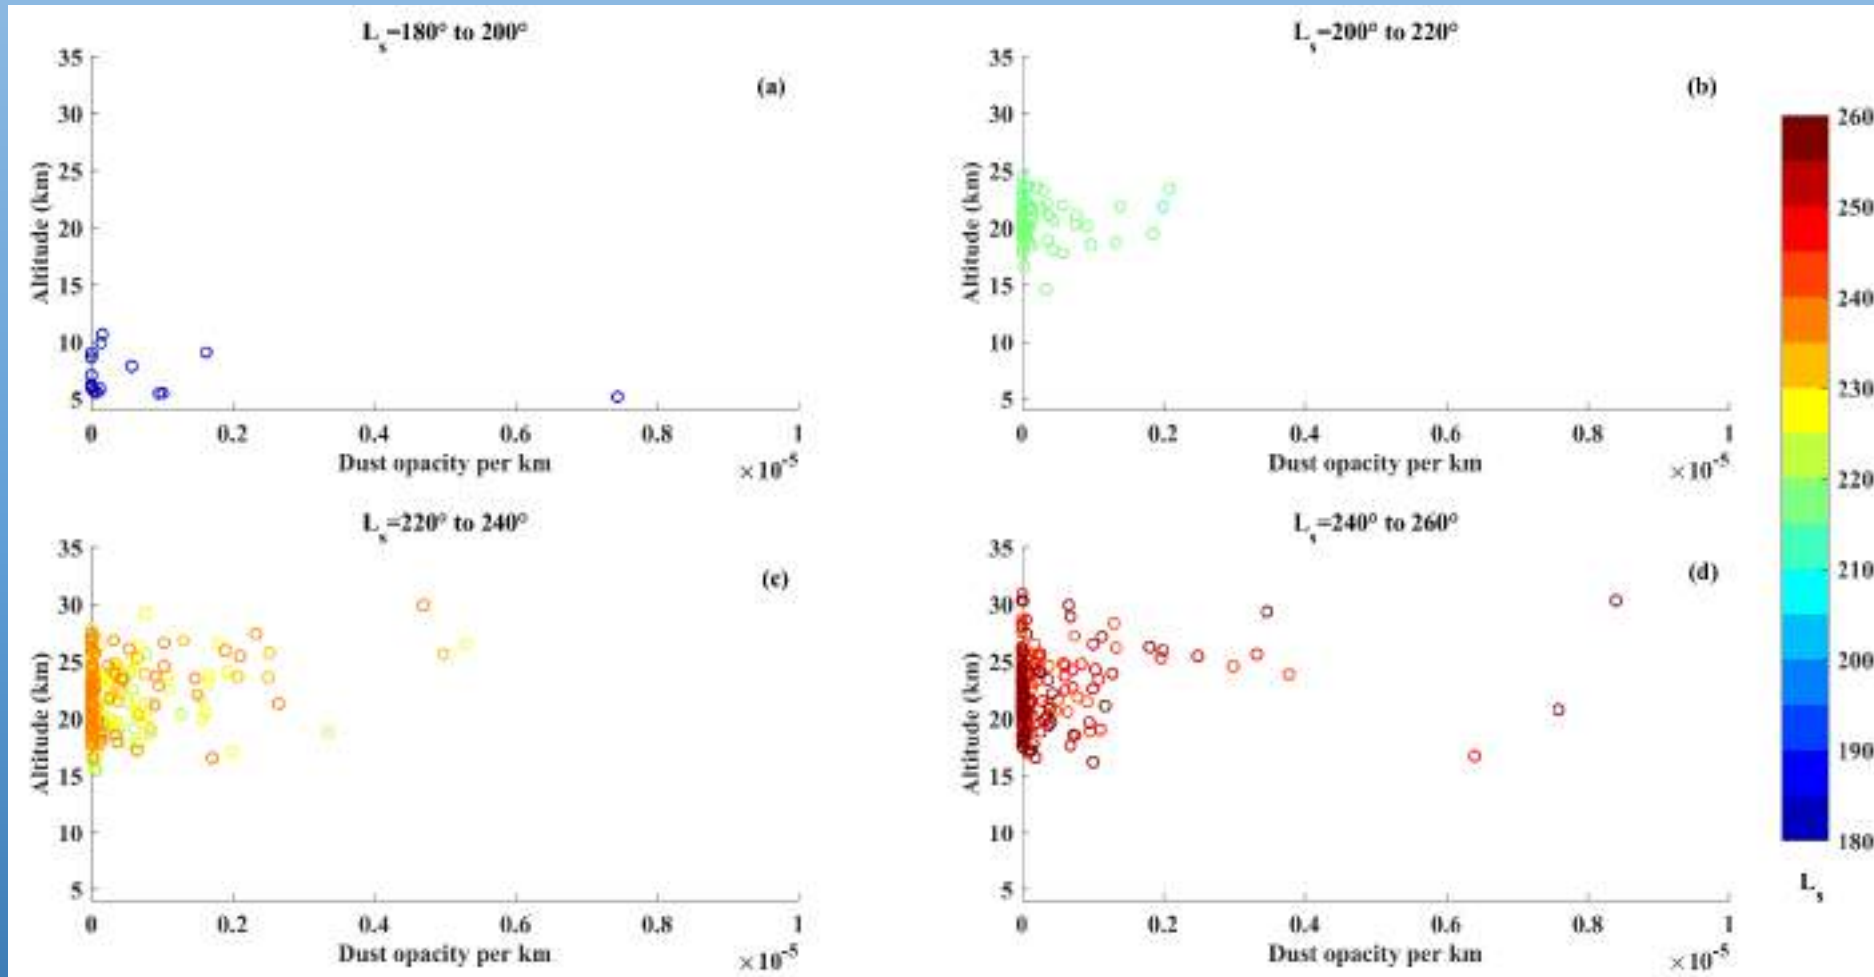 L_s=180° to 200°
(a)
35
30
25
20
15
10
5
Altitude (km)
0 0.2 0.4 0.6 0.8 1
Dust opacity per km
×10^-5
L_s=200° to 220°
(b)
35
30
25
20
15
10
5
Altitude (km)
0 0.2 0.4 0.6 0.8 1
Dust opacity per km
×10^-5
L_s=220° to 240°
(c)
35
30
25
20
15
10
5
Altitude (km)
0 0.2 0.4 0.6 0.8 1
Dust opacity per km
×10^-5
L_s=240° to 260°
(d)
35
30
25
20
15
10
5
Altitude (km)
0 0.2 0.4 0.6 0.8 1
Dust opacity per km
×10^-5
260
250
240
230
220
210
200
190
180
L_s